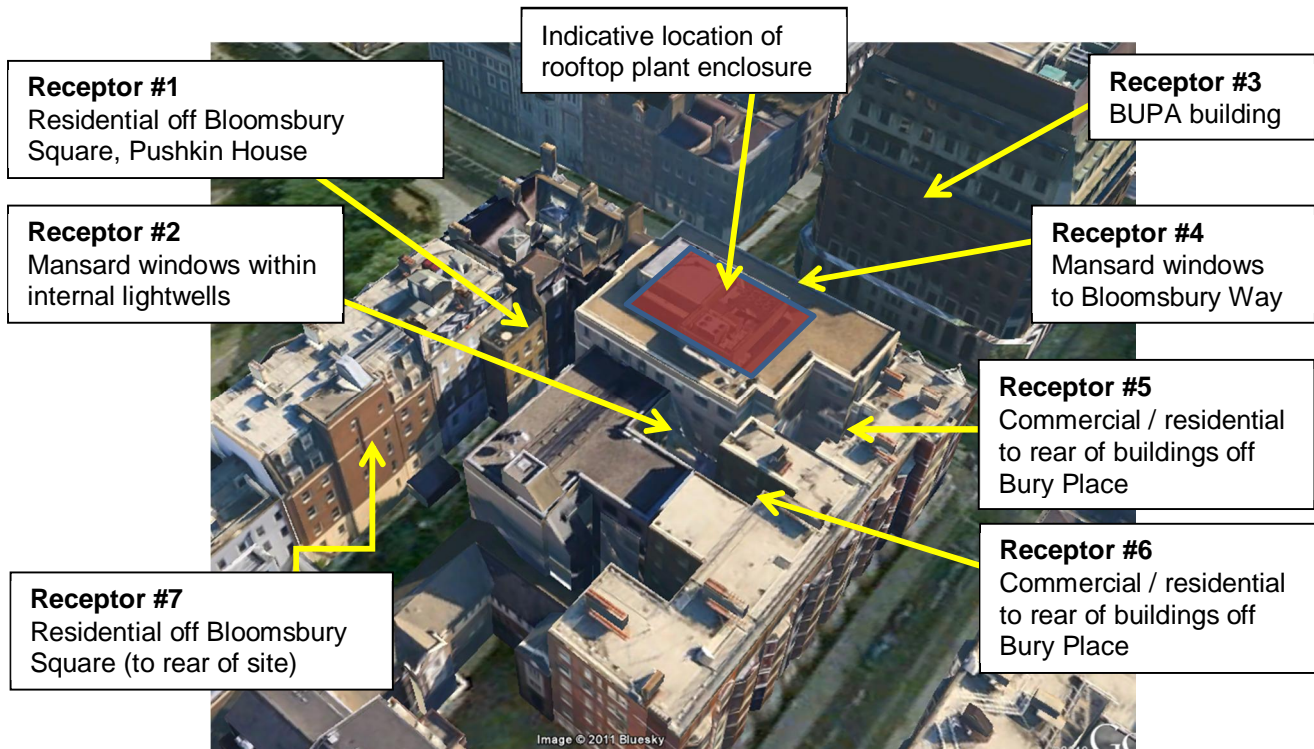 Indicative location of
rooftop plant enclosure
Receptor #1
Residential off Bloomsbury
Square, Pushkin House
Receptor #3
BUPA building
Receptor #2
Mansard windows within
internal lightwells
Receptor #4
Mansard windows
to Bloomsbury Way
Receptor #5
Commercial / residential
to rear of buildings off
Bury Place
Receptor #6
Commercial / residential
to rear of buildings off
Bury Place
Receptor #7
Residential off Bloomsbury
Square (to rear of site)
Image © 2011 Bluesky